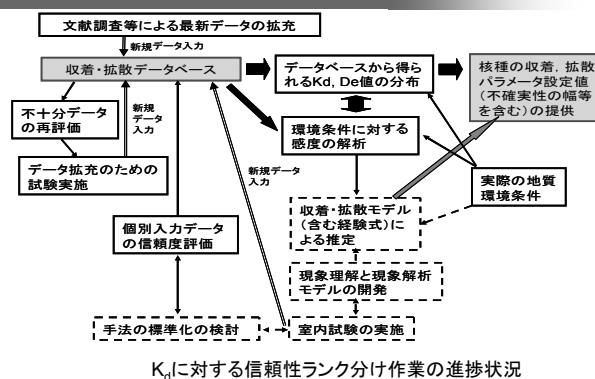 文献調査等による最新データの拡充
新規データ入力
収着・拡散データベース
データベースから得ら
れるKd, De値の分布
核種の収着, 拡散
パラメータ設定値
(不確実性の幅等
を含む)の提供
不十分データ
の再評価
新規
データ
入力
環境条件に対する
感度の解析
データ拡充のための
試験実施
新規データ
入力
実際の地質
環境条件
収着・拡散モデル
(含む経験式)に
よる推定
個別入力データ
の信頼度評価
現象理解と現象解析
モデルの開発
手法の標準化の検討
室内試験の実施
Kdに対する信頼性ランク分け作業の進捗状況